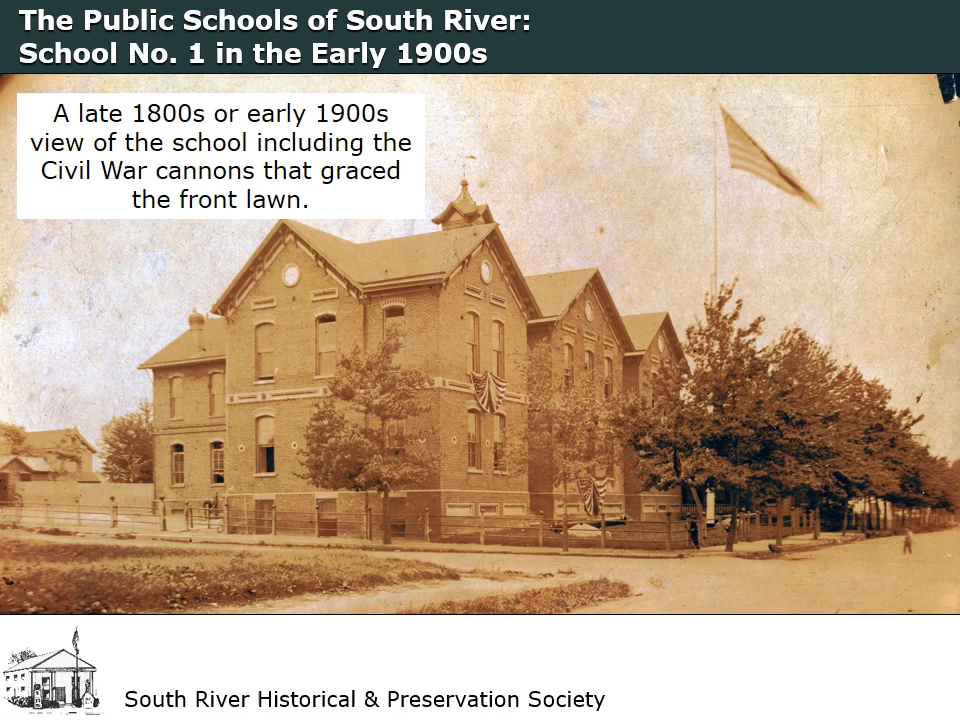 The Public Schools of South River:
School No. 1 in the Early 1900s
A late 1800s or early 1900s
view of the school including the
Civil War cannons that graced
the front lawn.
South River Historical & Preservation Society